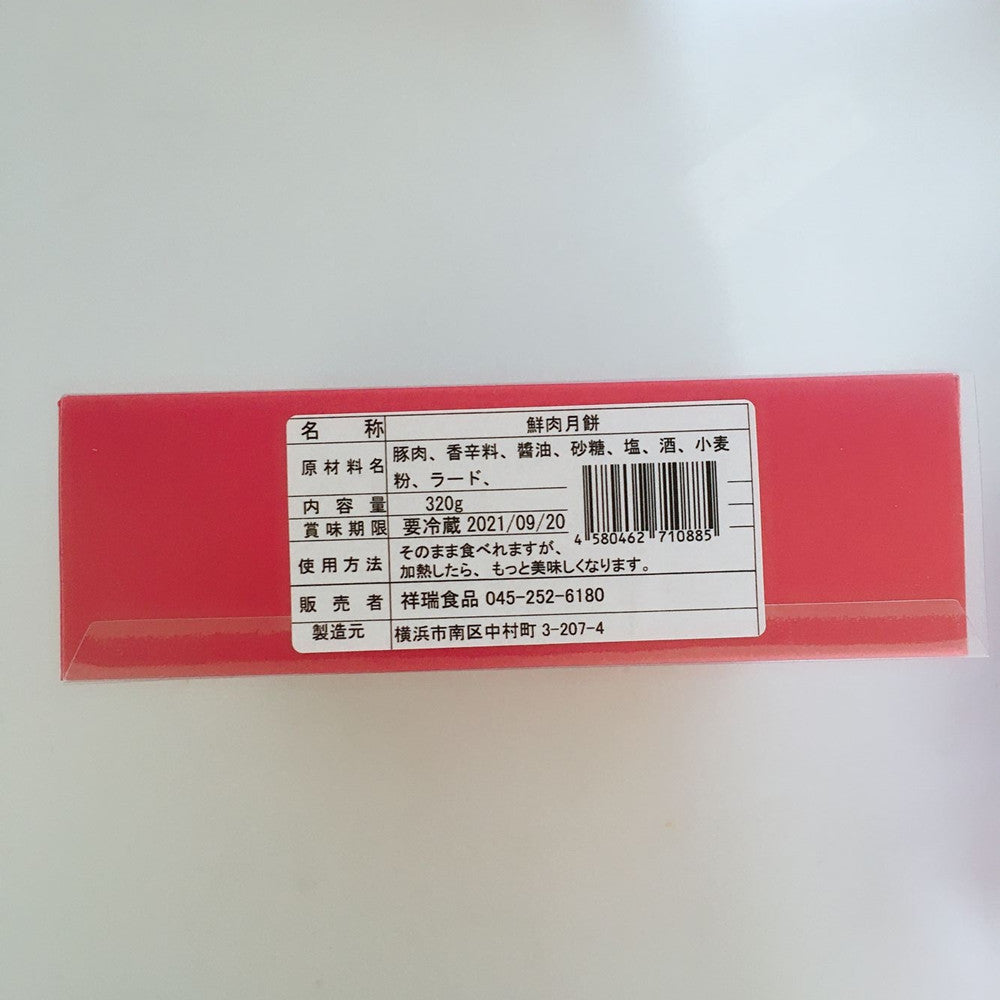 名 称 鮮肉月餅
原材料名 豚肉、香辛料、醬油、砂糖、塩、酒、小麦
粉、ラード、
内容量 320g
賞味期限 要冷蔵 2021/09/20
4 580462 710885
使用方法 そのまま食べれますが、
加熱したら、もっと美味しくなります。
販売者 祥瑞食品 045-252-6180
製造元 横浜市南区中村町 3-207-4